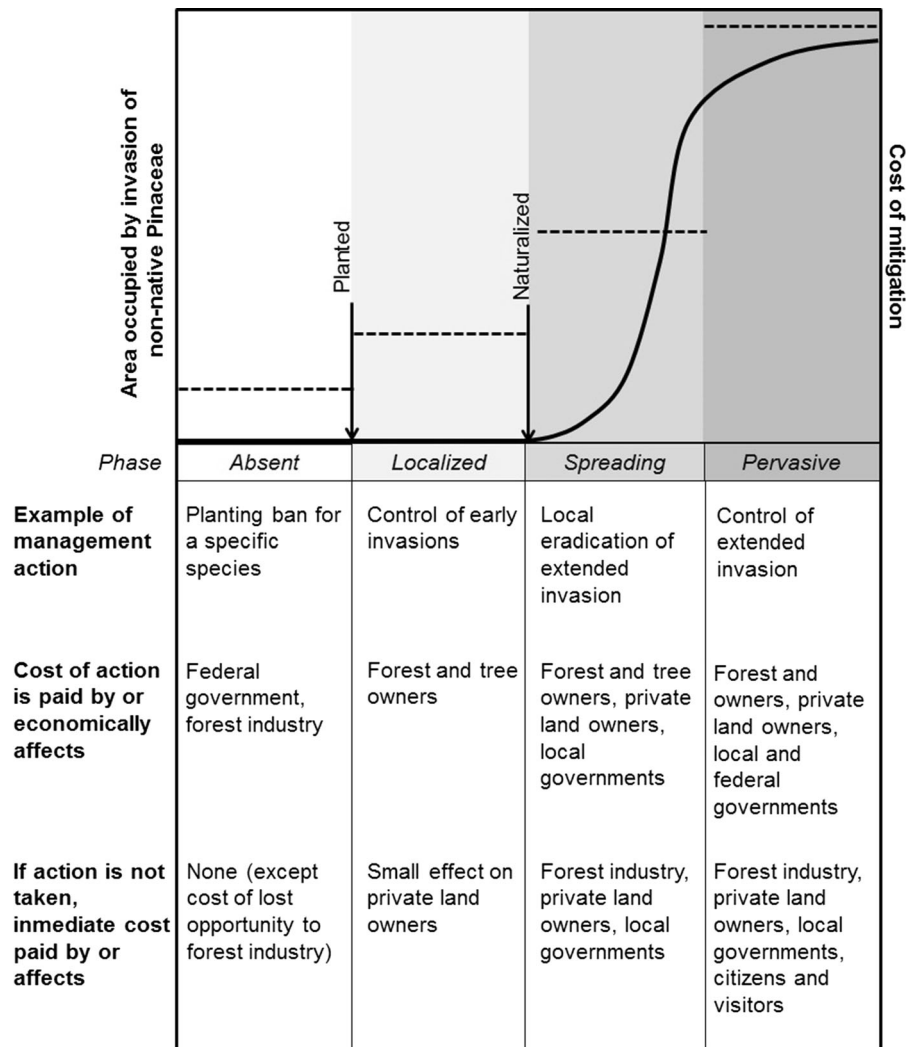 Area occupied by invasion of
non-native Pinaceae
Planted
Naturalized
Cost of mitigation
Phase
Absent
Localized
Spreading
Pervasive
Example of
management
action
Planting ban for
a specific
species
Control of early
invasions
Local
eradication of
extended
invasion
Control of
extended
invasion
Cost of action
is paid by or
economically
affects
Federal
government,
forest industry
Forest and tree
owners
Forest and tree
owners, private
land owners,
local
governments
Forest and
owners, private
land owners,
local and
federal
governments
If action is not
taken,
inmediate cost
paid by or
affects
None (except
cost of lost
opportunity to
forest industry)
Small effect on
private land
owners
Forest industry,
private land
owners, local
governments
Forest industry,
private land
owners, local
governments,
citizens and
visitors